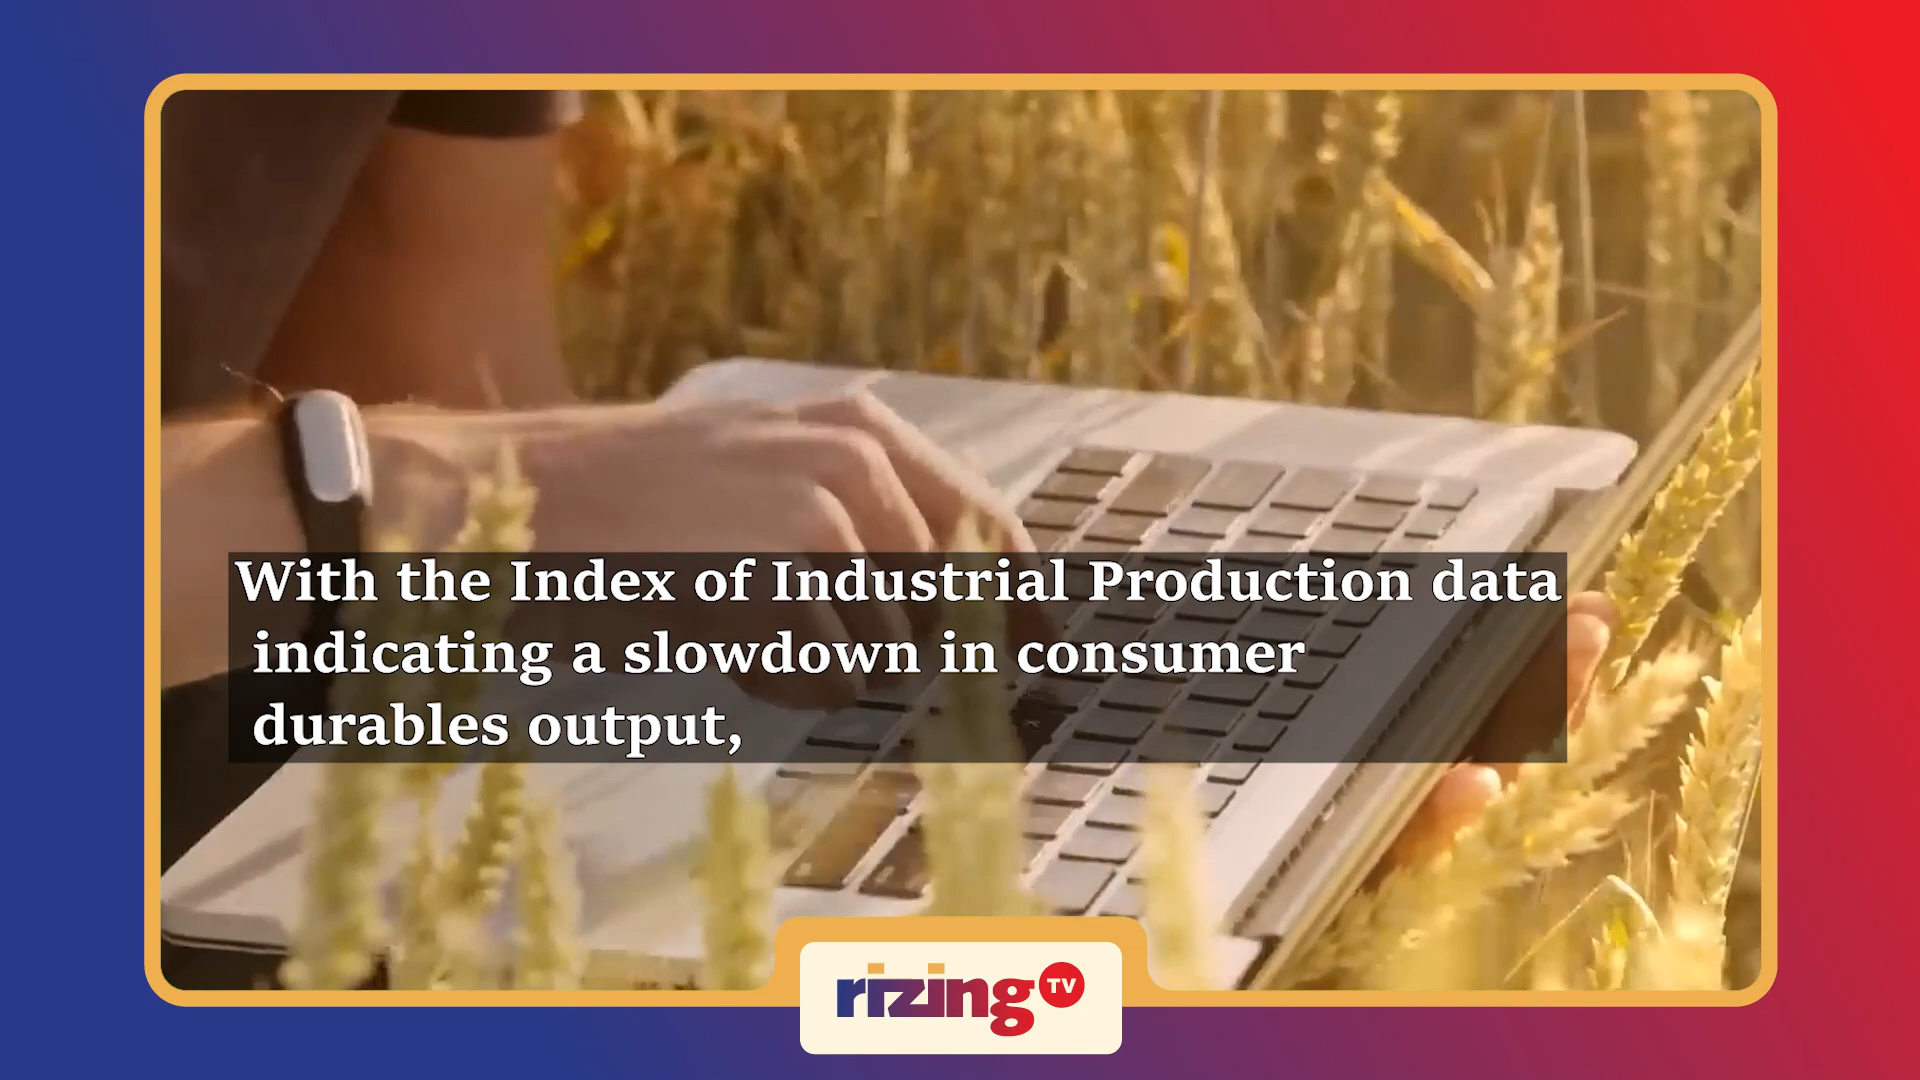 With the Index of Industrial Production data
indicating a slowdown in consumer
durables output,
rizing TV